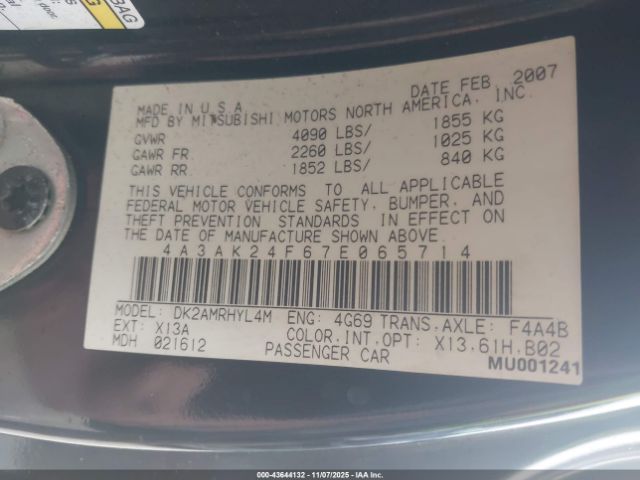 BAG
DATE FEB 2007
MADE IN U.S.A
MFD BY MITSUBISHI MOTORS NORTH AMERICA, INC.
GVWR 4090 LBS/ 1855 KG
GAWR FR. 2260 LBS/ 1025 KG
GAWR RR. 1852 LBS/ 840 KG
THIS VEHICLE CONFORMS TO ALL APPLICABLE
FEDERAL MOTOR VEHICLE SAFETY, BUMPER, AND
THEFT PREVENTION STANDARDS IN EFFECT ON
THE DATE OF MANUFACTURE SHOWN ABOVE.
4A3AK24F67E065714
MODEL: DK2AMRHYL4M ENG: 4G69 TRANS.AXLE: F4A4B
EXT: X13A COLOR.INT.OPT: X13.61H.B02
MDH 021612 PASSENGER CAR
MU001241
000-43644132 - 11/07/2025 - IAA Inc.